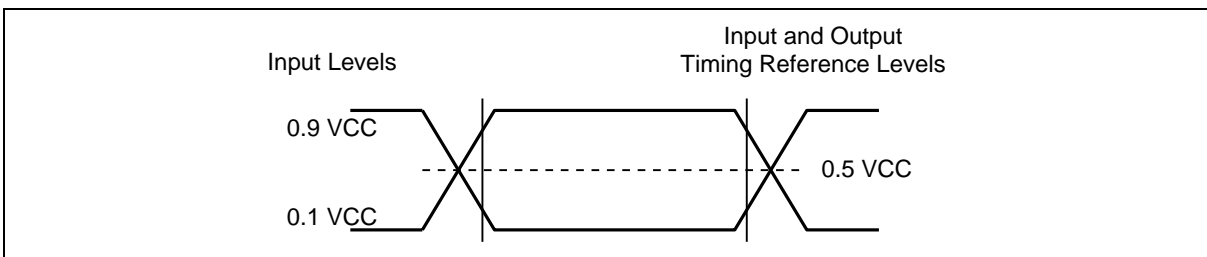 Input Levels
Input and Output
Timing Reference Levels
0.9 VCC
0.5 VCC
0.1 VCC